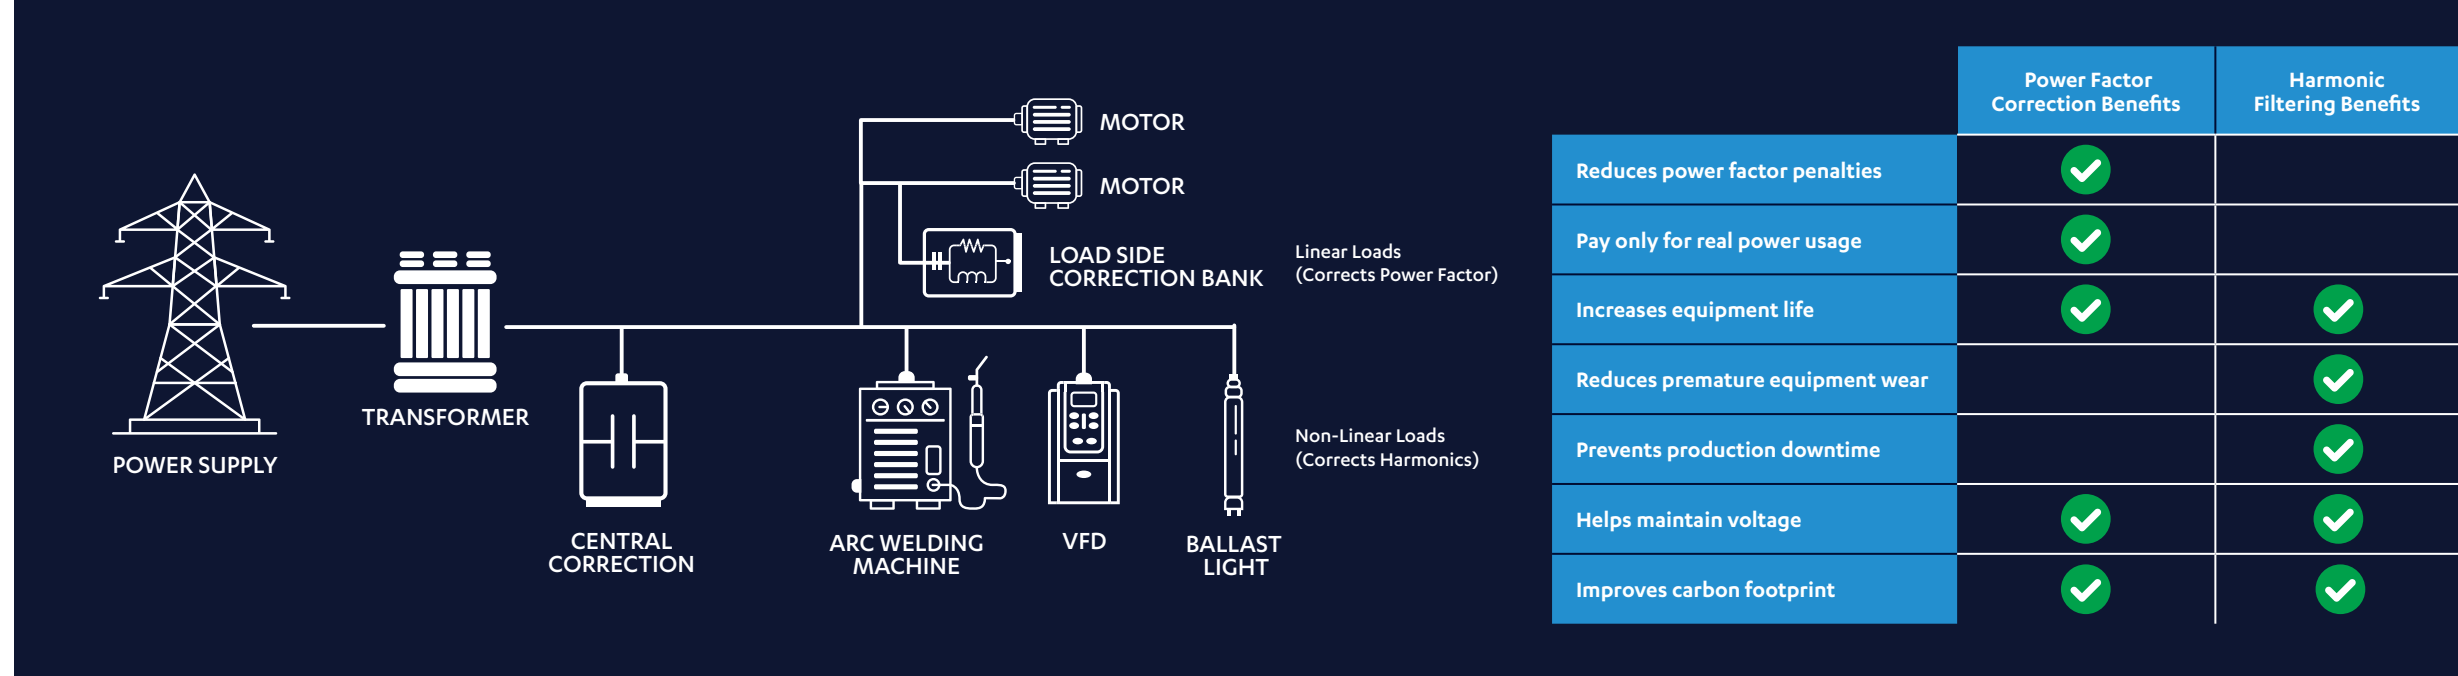 MOTOR
MOTOR
LOAD SIDE
CORRECTION BANK
Linear Loads
(Corrects Power Factor)
POWER SUPPLY
TRANSFORMER
CENTRAL
CORRECTION
ARC WELDING
MACHINE
VFD
BALLAST
LIGHT
Non-Linear Loads
(Corrects Harmonics)
Power Factor
Correction Benefits
Harmonic
Filtering Benefits
Reduces power factor penalties
Pay only for real power usage
Increases equipment life
Reduces premature equipment wear
Prevents production downtime
Helps maintain voltage
Improves carbon footprint